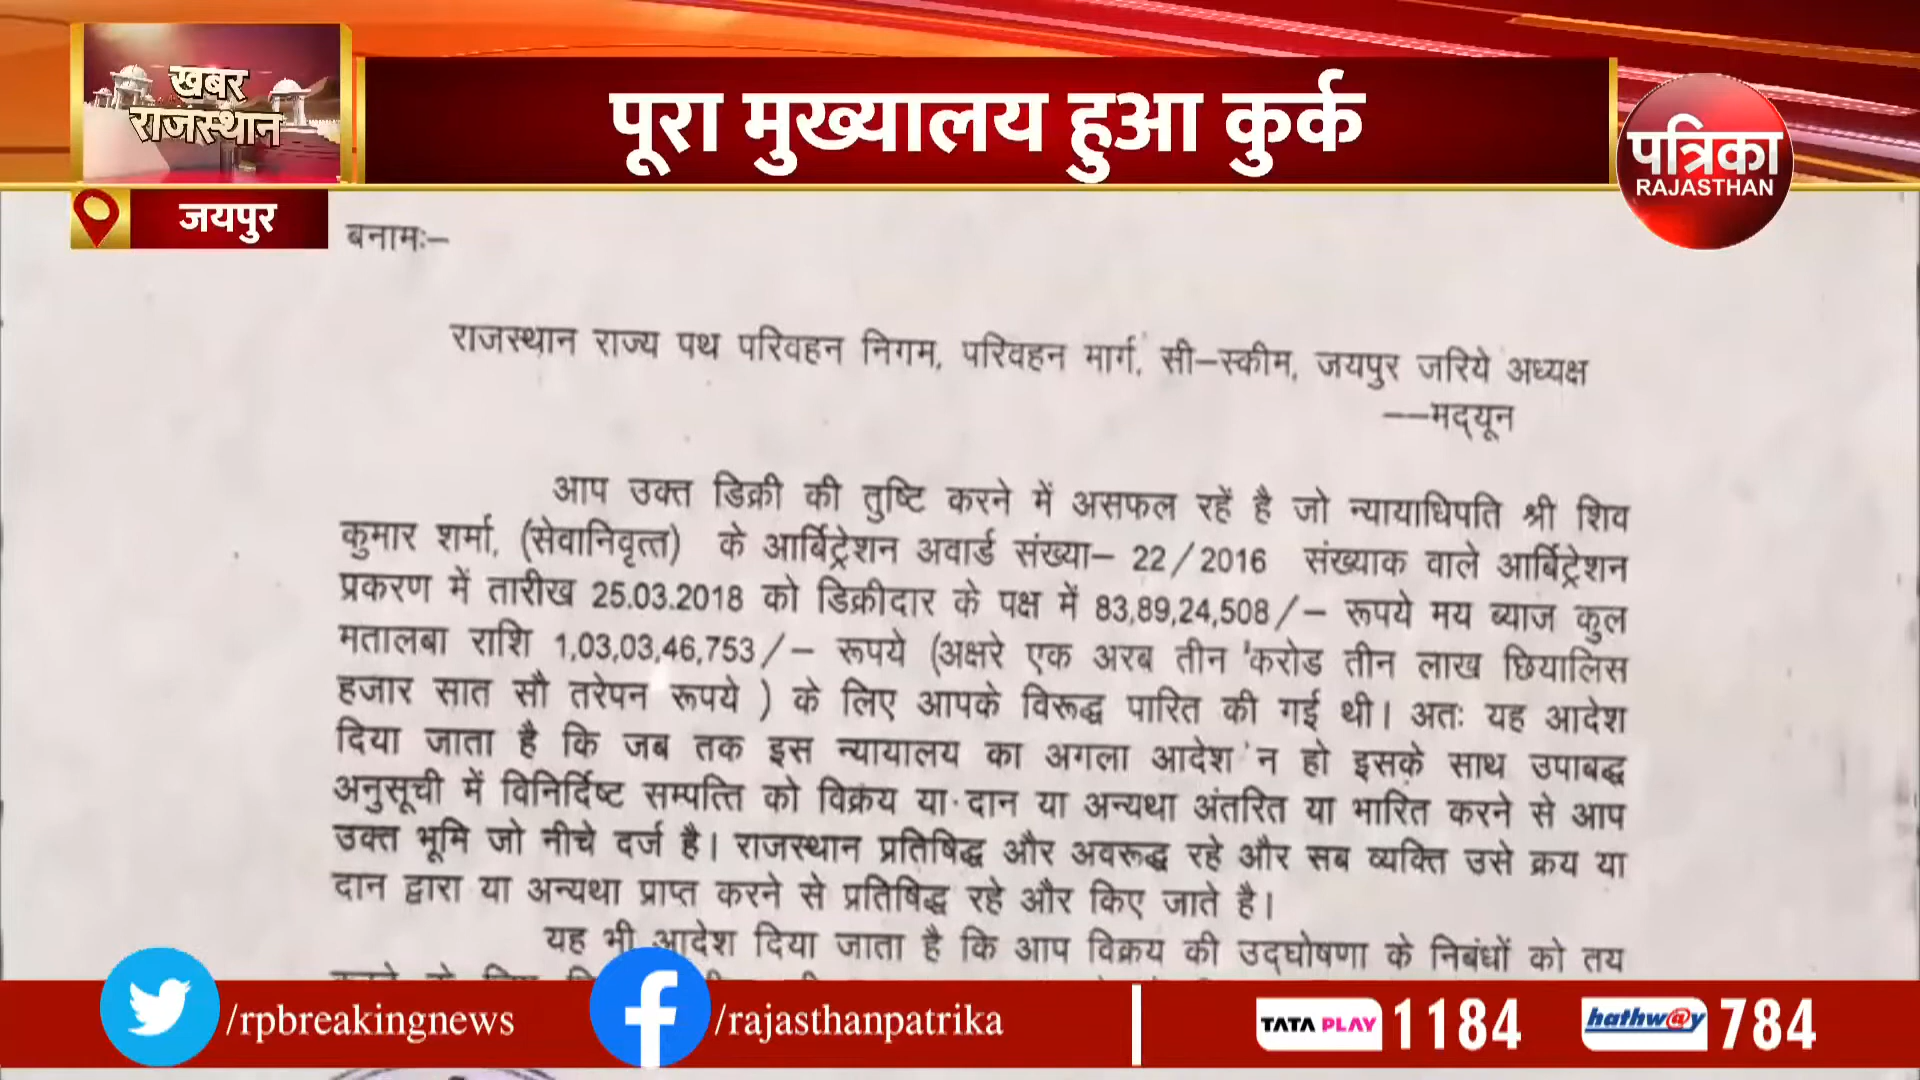 खबर
राजस्थान
पूरा मुख्यालय हुआ कुर्क
पत्रिका
RAJASTHAN
जयपुर
बनामः–
राजस्थान राज्य पथ परिवहन निगम, परिवहन मार्ग, सी–स्कीम, जयपुर जरिये अध्यक्ष
––मद्यून
आप उक्त डिक्री की तुष्टि करने में असफल रहें है जो न्यायाधिपति श्री शिव
कुमार शर्मा, (सेवानिवृत्त) के आर्बिट्रेशन अवार्ड संख्या– 22/2016 संख्याक वाले आर्बिट्रेशन
प्रकरण में तारीख 25.03.2018 को डिक्रीदार के पक्ष में 83,89,24,508/– रूपये मय ब्याज कुल
मतालबा राशि 1,03,03,46,753/– रूपये (अक्षरे एक अरब तीन करोड तीन लाख छियालिस
हजार सात सौ तरेपन रूपये ) के लिए आपके विरूद्ध पारित की गई थी। अतः यह आदेश
दिया जाता है कि जब तक इस न्यायालय का अगला आदेश न हो इसके साथ उपाबद्ध
अनुसूची में विनिर्दिष्ट सम्पत्ति को विक्रय या दान या अन्यथा अंतरित या भारित करने से आप
उक्त भूमि जो नीचे दर्ज है। राजस्थान प्रतिषिद्ध और अवरूद्ध रहे और सब व्यक्ति उसे क्रय या
दान द्वारा या अन्यथा प्राप्त करने से प्रतिषिद्ध रहे और किए जाते है।
यह भी आदेश दिया जाता है कि आप विक्रय की उद्घोषणा के निबंधों को तय
/rpbreakingnews
/rajasthanpatrika
TATA PLAY 1184
hathw@y 784